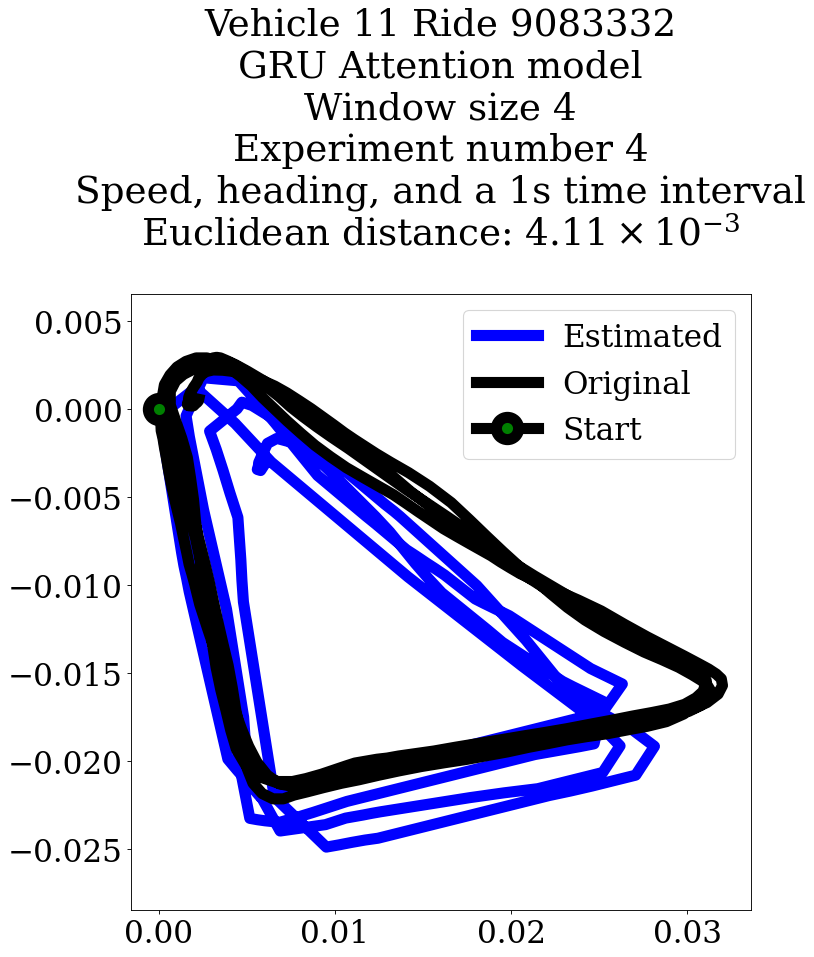 Vehicle 11 Ride 9083332
GRU Attention model
Window size 4
Experiment number 4
Speed, heading, and a 1s time interval
Euclidean distance: 4.11 × 10⁻³
Estimated
Original
Start
0.005
0.000
−0.005
−0.010
−0.015
−0.020
−0.025
0.00 0.01 0.02 0.03